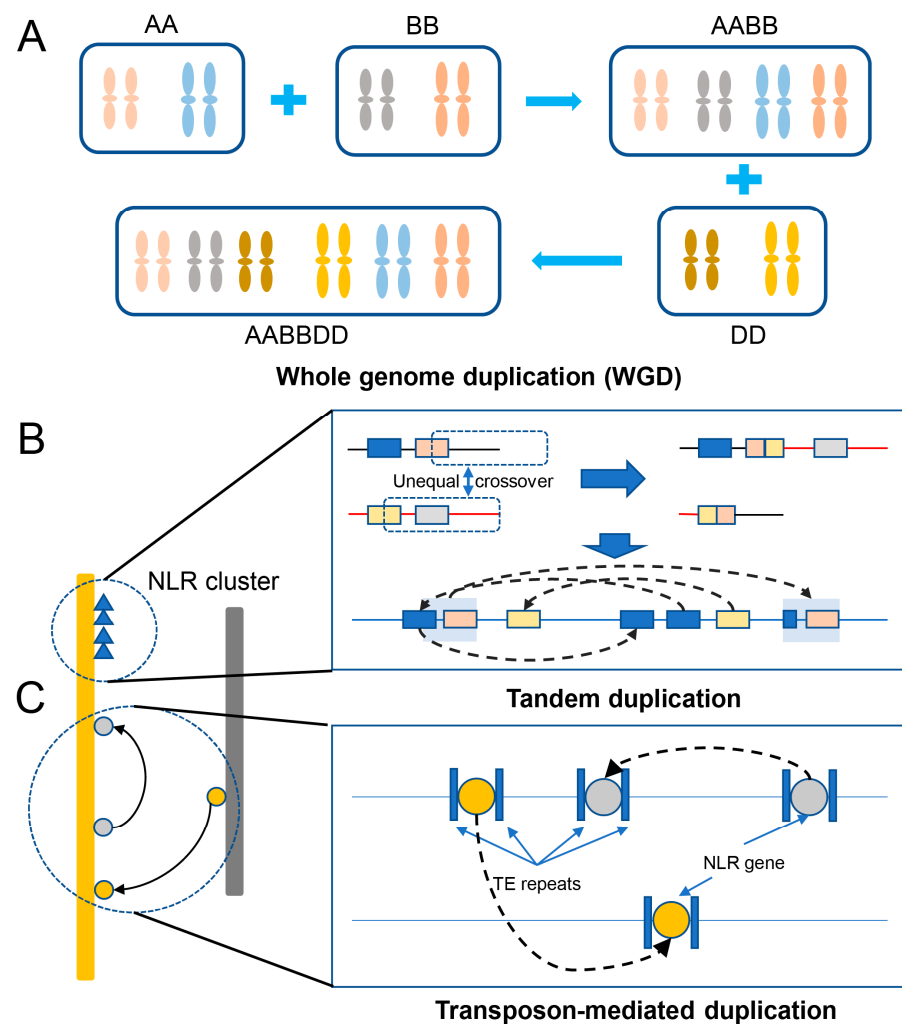 A
AA
BB
AABB
AABBDD
DD
Whole genome duplication (WGD)
B
Unequal crossover
NLR cluster
Tandem duplication
C
TE repeats
NLR gene
Transposon-mediated duplication